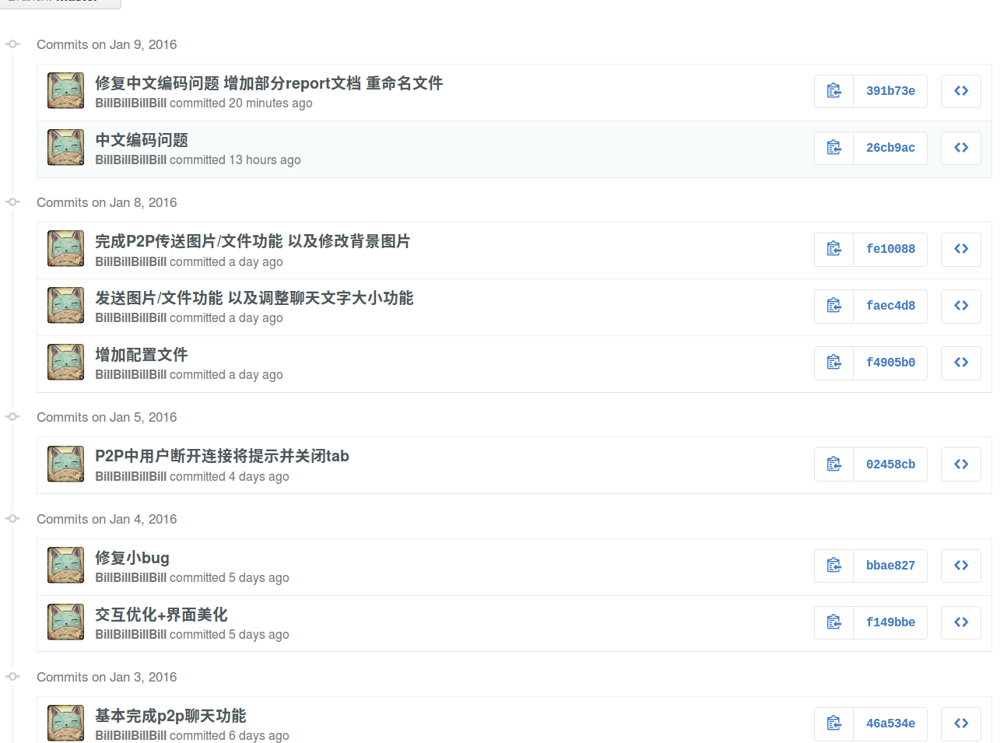 Commits on Jan 9, 2016
修复中文编码问题 增加部分report文档 重命名文件
391b73e
BillBillBillBill committed 20 minutes ago
中文编码问题
26cb9ac
BillBillBillBill committed 13 hours ago
Commits on Jan 8, 2016
完成P2P传送图片/文件功能 以及修改背景图片
fe10088
BillBillBillBill committed a day ago
发送图片/文件功能 以及调整聊天文字大小功能
faec4d8
BillBillBillBill committed a day ago
增加配置文件
f4905b0
BillBillBillBill committed a day ago
Commits on Jan 5, 2016
P2P中用户断开连接将提示并关闭tab
02458cb
BillBillBillBill committed 4 days ago
Commits on Jan 4, 2016
修复小bug
bbae827
BillBillBillBill committed 5 days ago
交互优化+界面美化
f149bbe
BillBillBillBill committed 5 days ago
Commits on Jan 3, 2016
基本完成p2p聊天功能
46a534e
BillBillBillBill committed 6 days ago